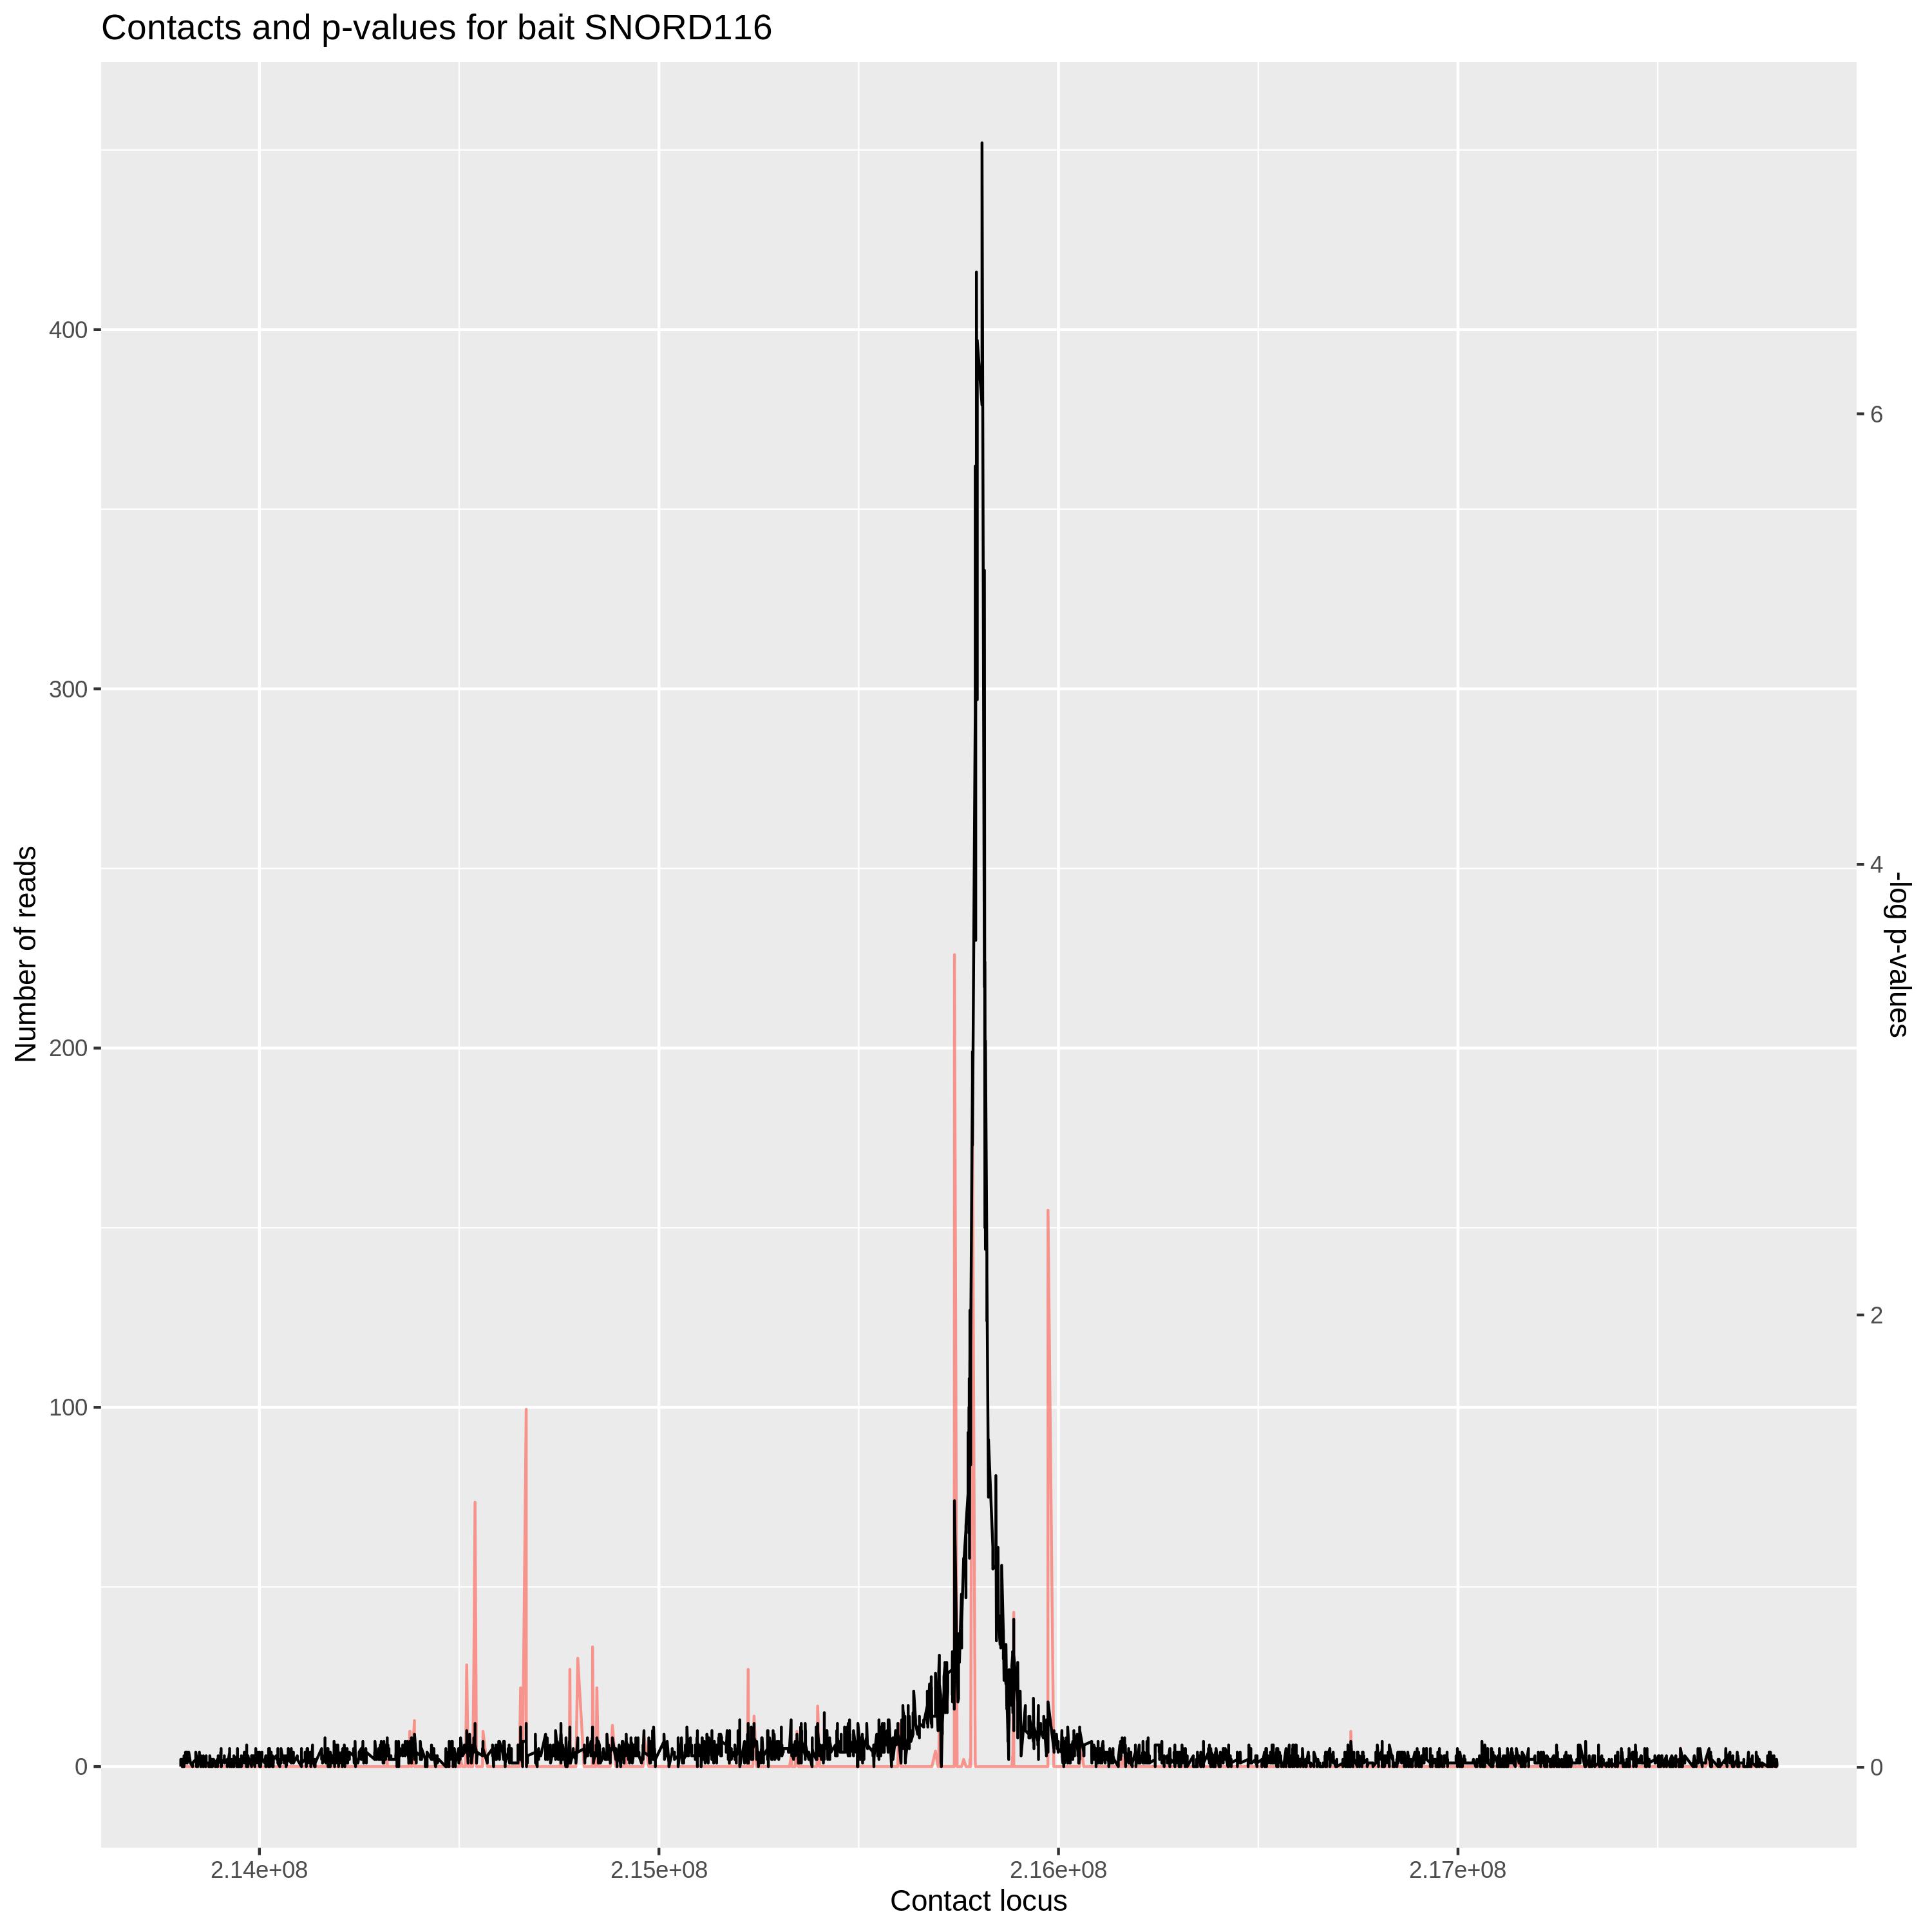 Contacts and p-values for bait SNORD116
400
300
200
100
0
Number of reads
6
4
2
0
-log p-values
2.14e+08
2.15e+08
2.16e+08
2.17e+08
Contact locus